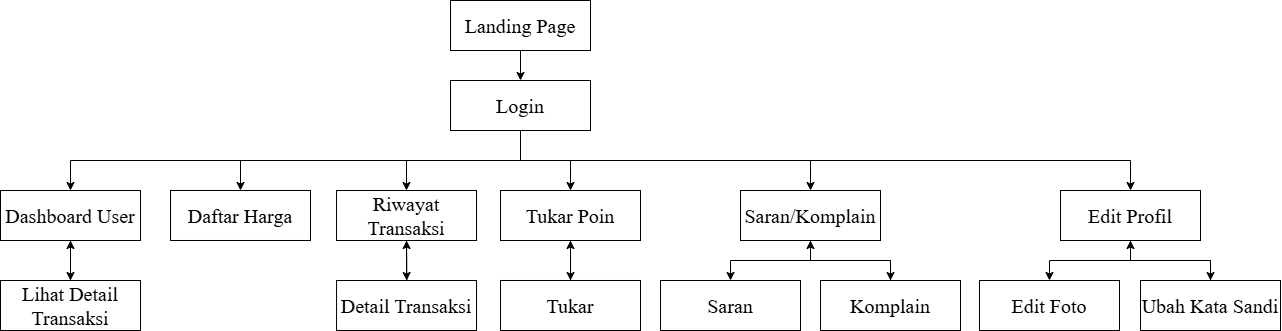 Landing Page
Login
Dashboard User
Daftar Harga
Riwayat
Transaksi
Tukar Poin
Saran/Komplain
Edit Profil
Lihat Detail
Transaksi
Detail Transaksi
Tukar
Saran
Komplain
Edit Foto
Ubah Kata Sandi